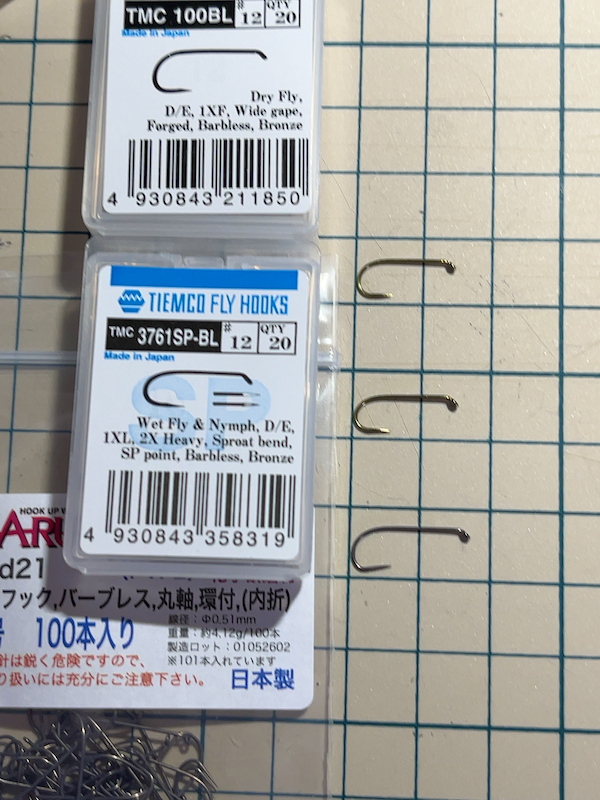 TMC 100BL # 12 QTY 20
Made in Japan
Dry Fly,
D/E, 1XF, Wide gape,
Forged, Barbless, Bronze
4 930843 211850
TIEMCO FLY HOOKS
TMC 3761SP-BL # 12 QTY 20
Made in Japan
SP
Wet Fly & Nymph, D/E,
1XL, 2X Heavy, Sproat bend,
SP point, Barbless, Bronze
4 930843 358319
HOOK UP
d21
フック,バーブレス,丸軸,環付,(内折)
号 100本入り
線径:Φ0.51mm
重量:約4.12g/100本
製造ロット:01052602
※101本入れています
針は鋭く危険ですので、
り扱いには充分にご注意下さい。
日本製